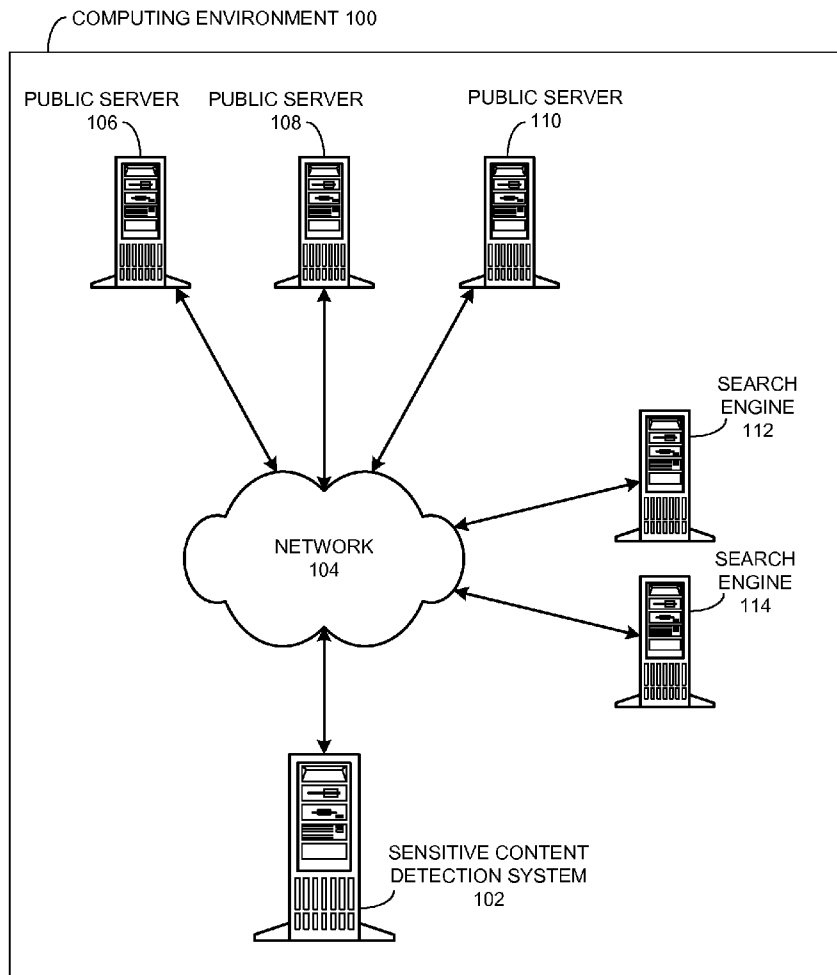 COMPUTING ENVIRONMENT 100
PUBLIC SERVER
106
PUBLIC SERVER
108
PUBLIC SERVER
110
SEARCH
ENGINE
112
NETWORK
104
SEARCH
ENGINE
114
SENSITIVE CONTENT
DETECTION SYSTEM
102